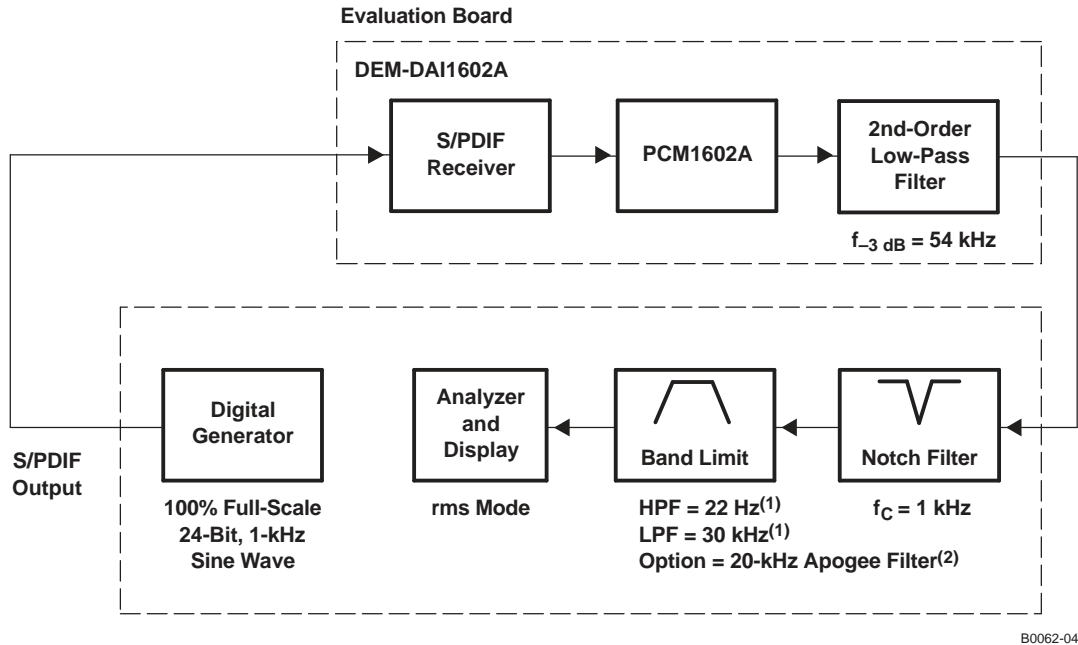 Evaluation Board
DEM-DAI1602A
S/PDIF
Receiver
PCM1602A
2nd-Order
Low-Pass
Filter
f–3 dB = 54 kHz
S/PDIF
Output
Digital
Generator
100% Full-Scale
24-Bit, 1-kHz
Sine Wave
Analyzer
and
Display
rms Mode
Band Limit
HPF = 22 Hz(1)
LPF = 30 kHz(1)
Option = 20-kHz Apogee Filter(2)
Notch Filter
fC = 1 kHz
B0062-04